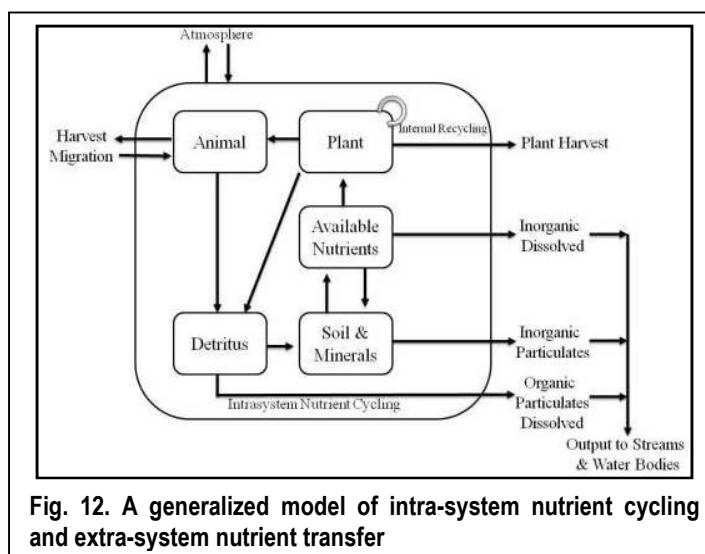 Atmosphere
Harvest
Migration
Animal
Plant
Internal Recycling
Plant Harvest
Available
Nutrients
Inorganic
Dissolved
Detritus
Soil &
Minerals
Inorganic
Particulates
Intrasystem Nutrient Cycling
Organic
Particulates
Dissolved
Output to Streams
& Water Bodies
Fig. 12. A generalized model of intra-system nutrient cycling
and extra-system nutrient transfer